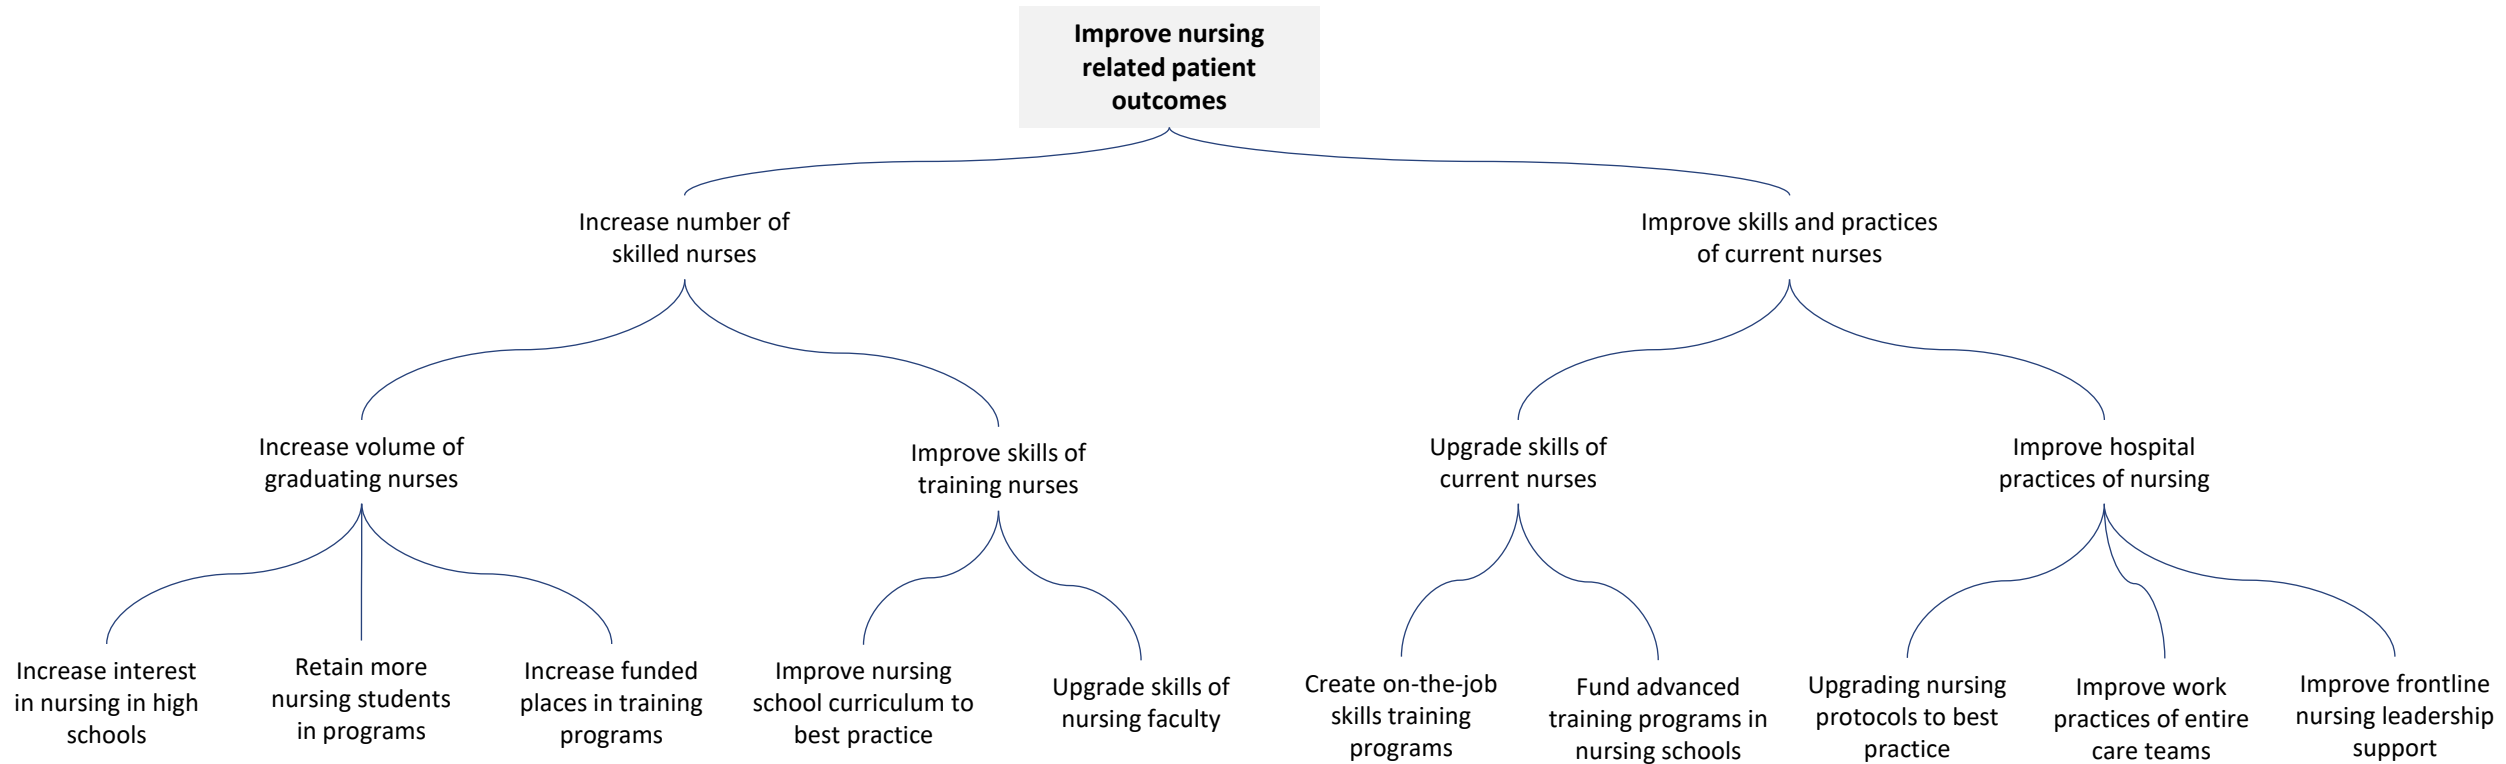 Improve nursing
related patient
outcomes
Increase number of
skilled nurses
Improve skills and practices
of current nurses
Increase volume of
graduating nurses
Improve skills of
training nurses
Upgrade skills of
current nurses
Improve hospital
practices of nursing
Increase interest
in nursing in high
schools
Retain more
nursing students
in programs
Increase funded
places in training
programs
Improve nursing
school curriculum to
best practice
Upgrade skills of
nursing faculty
Create on-the-job
skills training
programs
Fund advanced
training programs in
nursing schools
Upgrading nursing
protocols to best
practice
Improve work
practices of entire
care teams
Improve frontline
nursing leadership
support